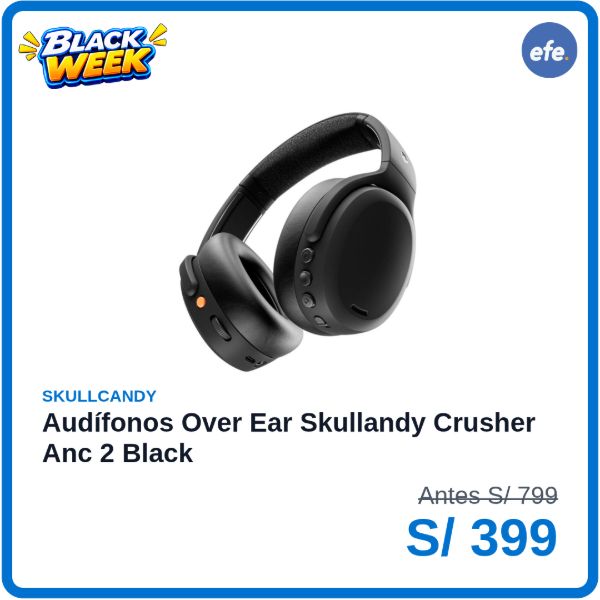 BLACK
WEEK
efe.
SKULLCANDY
Audífonos Over Ear Skullandy Crusher
Anc 2 Black
Antes S/ 799
S/ 399